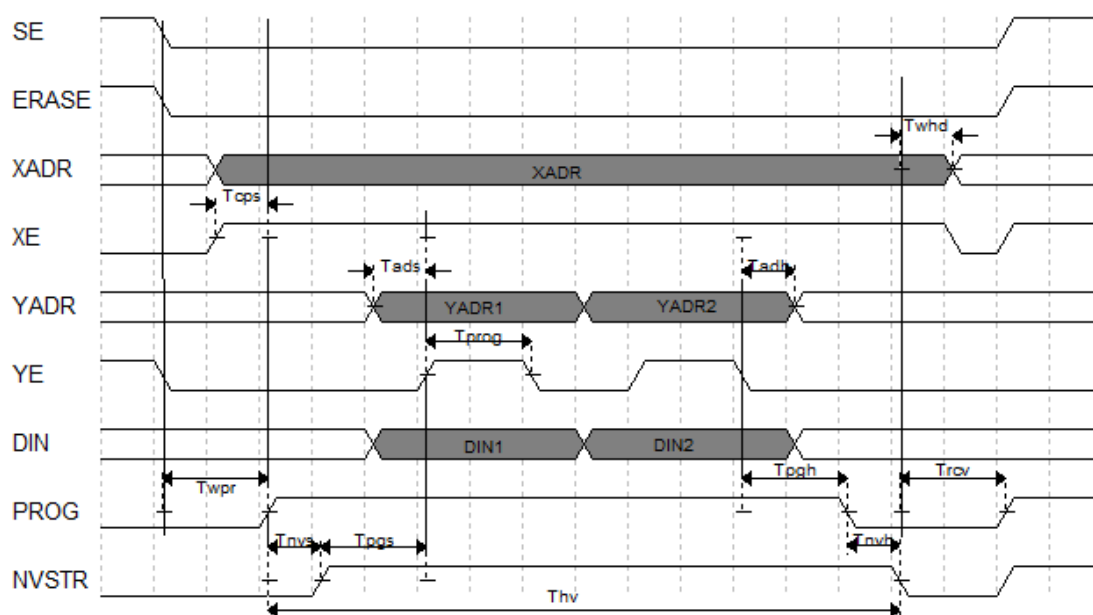 SE
ERASE
Twhd
XADR
XADR
Tcps
XE
Tads
Tadh
YADR
YADR1
YADR2
Tprog
YE
DIN
DIN1
DIN2
Twpr
Tpgh
Trcv
PROG
Tnvs
Tpgs
Tnvh
NVSTR
Thv